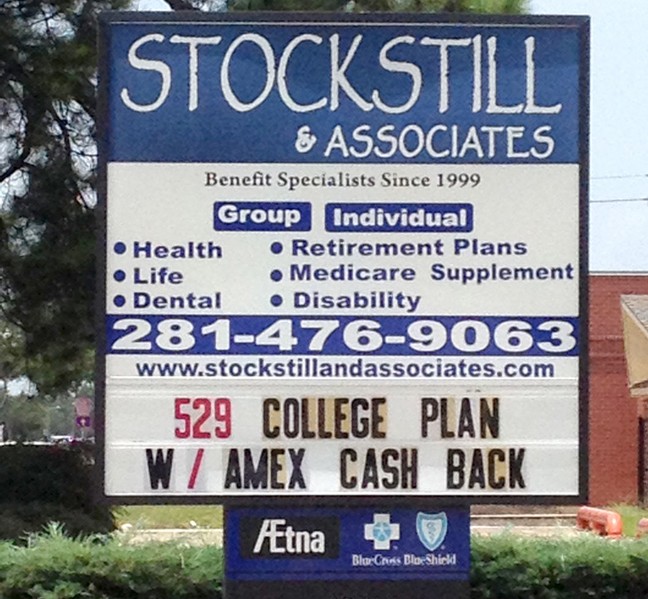 STOCKSTILL
& ASSOCIATES
Benefit Specialists Since 1999
Group Individual
• Health • Retirement Plans
• Life • Medicare Supplement
• Dental • Disability
281-476-9063
www.stockstillandassociates.com
529 COLLEGE PLAN
W/AMEX CASH BACK
Ætna BlueCross BlueShield